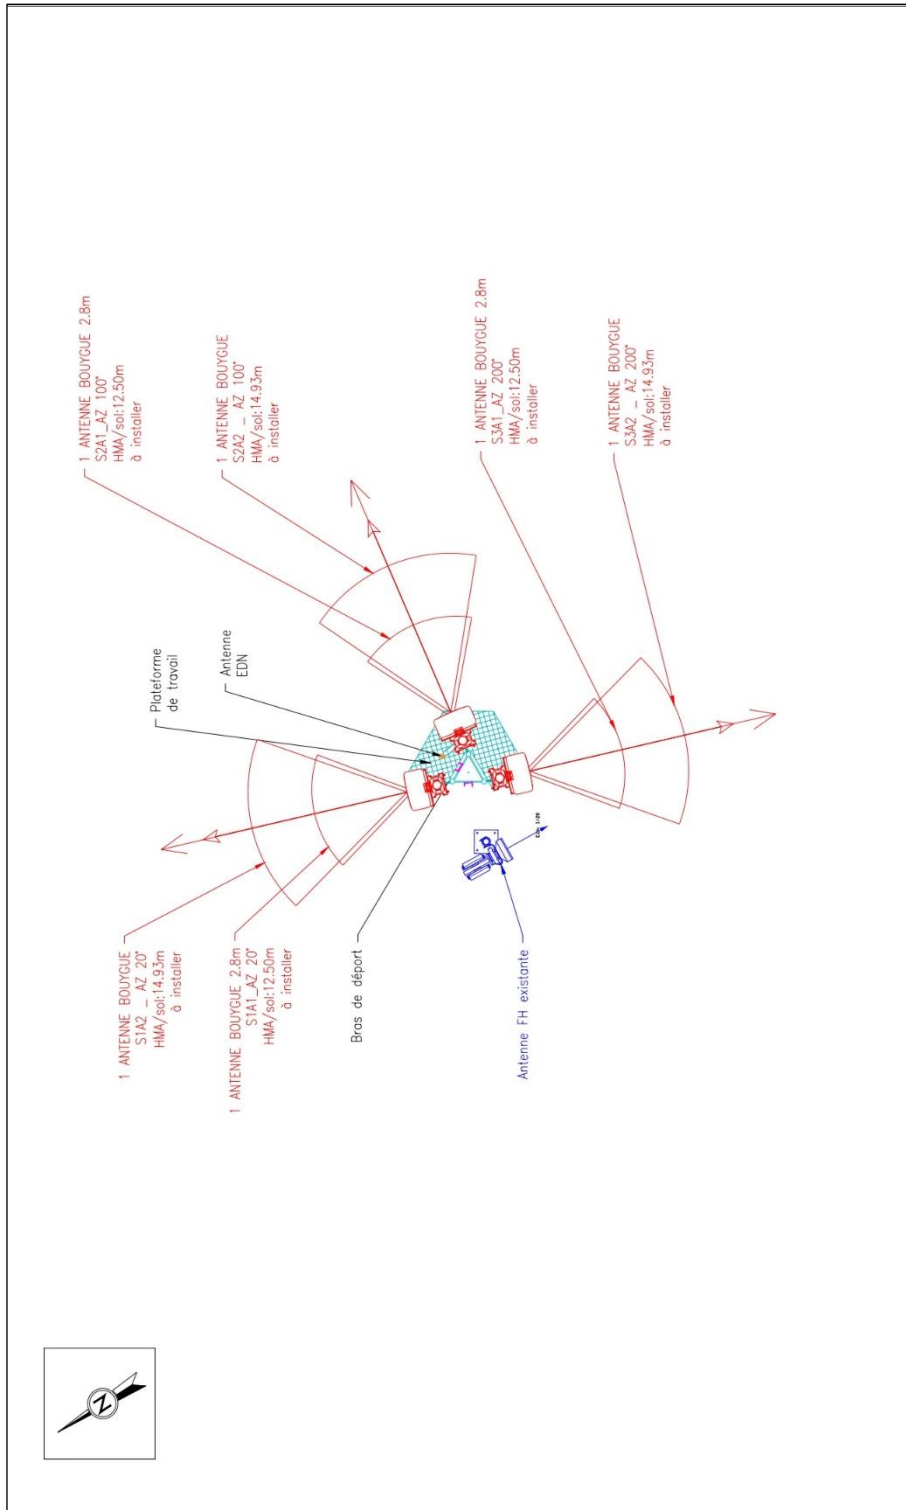 1 ANTENNE BOUYGUE 2.8m
S2A1_AZ 100°
HMA/sol:12.50m
à installer
1 ANTENNE BOUYGUE
S2A2 _ AZ 100°
HMA/sol:14.93m
à installer
1 ANTENNE BOUYGUE 2.8m
S3A1_AZ 200°
HMA/sol:12.50m
à installer
1 ANTENNE BOUYGUE
S3A2 _ AZ 200°
HMA/sol:14.93m
à installer
Plateforme
de travail
Antenne
EDN
1 ANTENNE BOUYGUE
S1A2 _ AZ 20°
HMA/sol:14.93m
à installer
1 ANTENNE BOUYGUE 2.8m
S1A1_AZ 20°
HMA/sol:12.50m
à installer
Bras de déport
Antenne FH existante
N